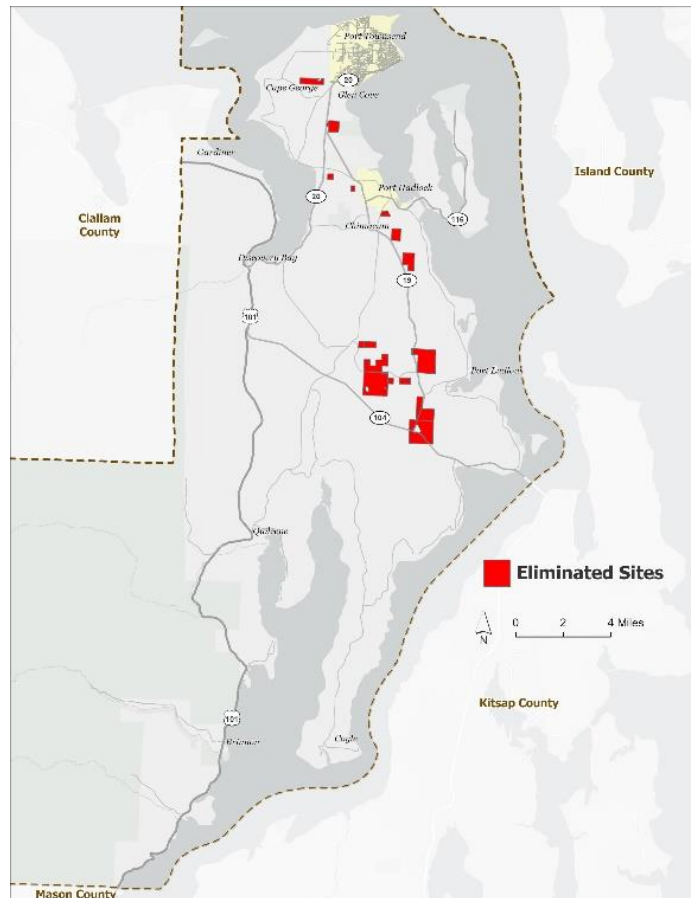 Port Townsend
Cape George
20
Glen Cove
Gardiner
Island County
Clallam
County
Port Hadlock
20
116
Chimacum
Discovery Bay
19
101
Port Ludlow
104
Quilcene
Eliminated Sites
N
0 2 4 Miles
Kitsap County
101
Brinnon
Coyle
Mason County